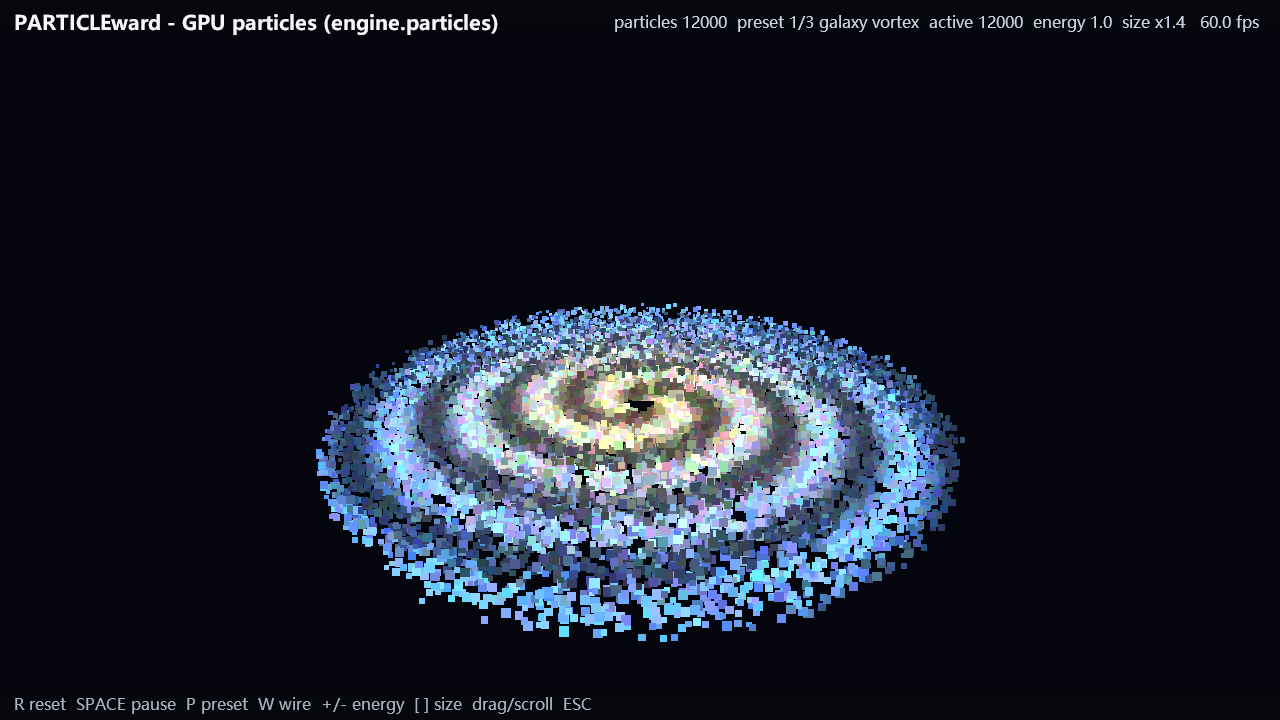 PARTICLEward - GPU particles (engine.particles)
particles 12000 preset 1/3 galaxy vortex active 12000 energy 1.0 size x1.4 60.0 fps
R reset SPACE pause P preset W wire +/- energy [ ] size drag/scroll ESC